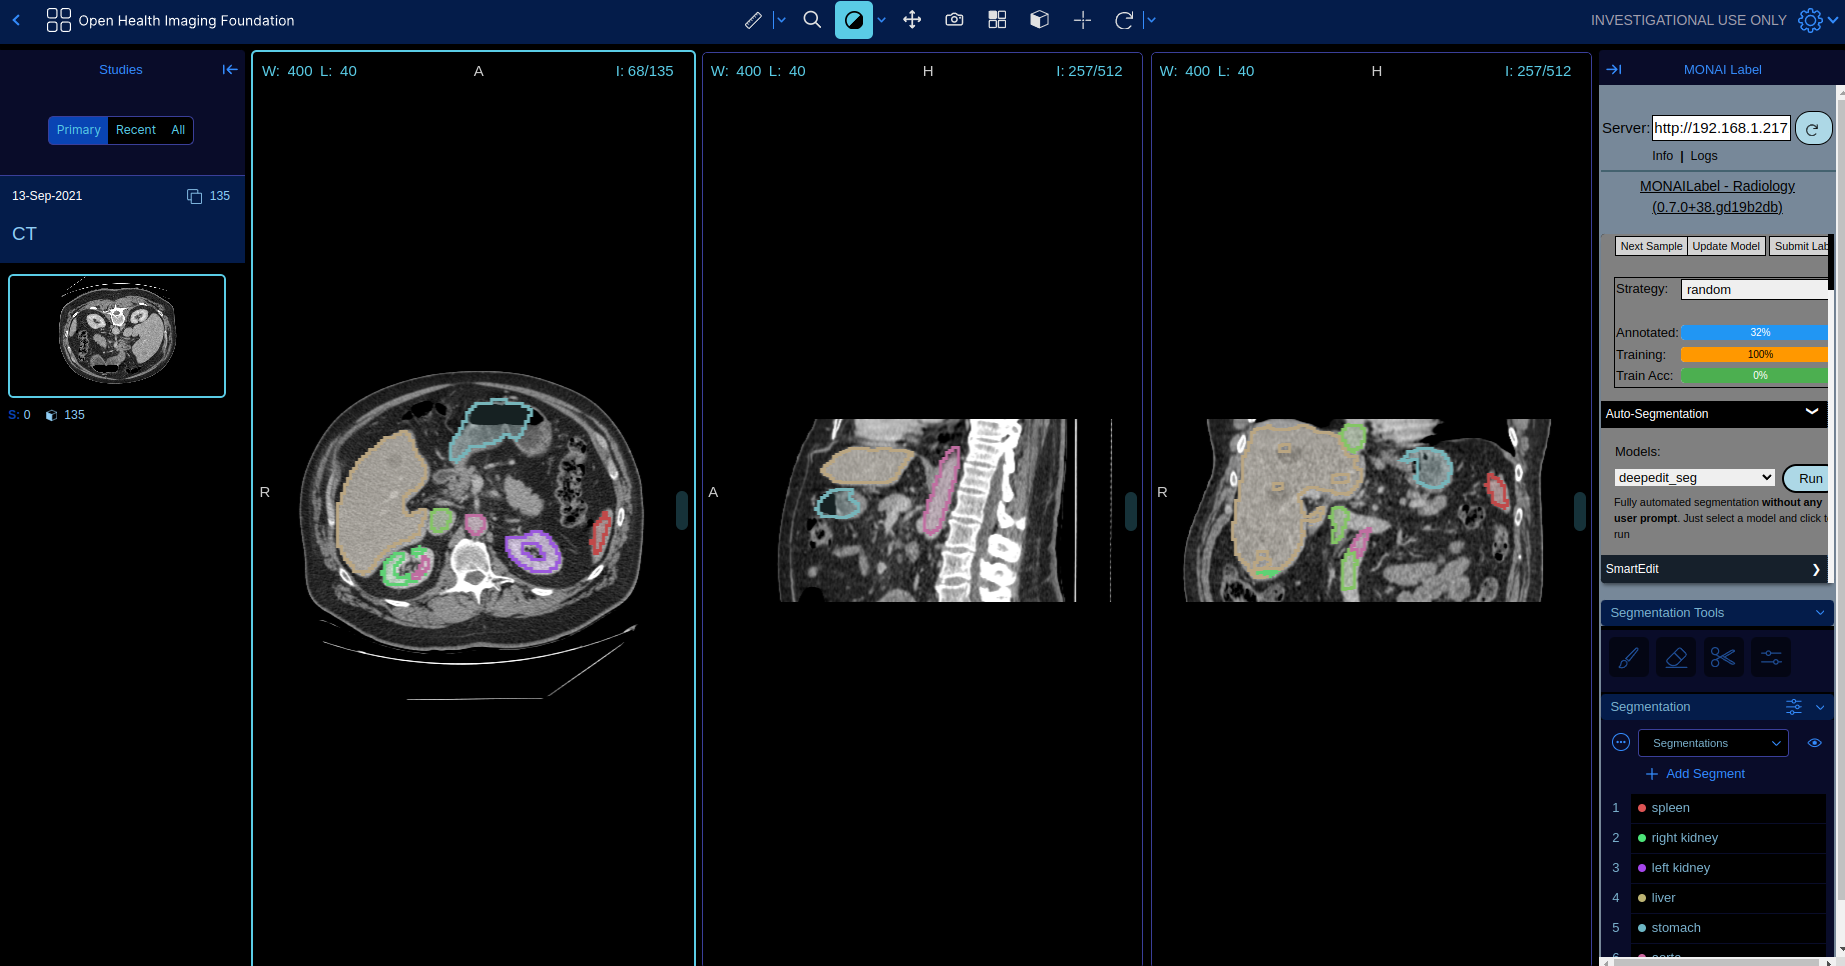 Open Health Imaging Foundation
INVESTIGATIONAL USE ONLY
Studies
Primary
Recent
All
13-Sep-2021
135
CT
S: 0
135
W: 400 L: 40
A
I: 68/135
R
W: 400 L: 40
H
I: 257/512
A
W: 400 L: 40
H
I: 257/512
R
MONAI Label
Server:
http://192.168.1.217
Info | Logs
MONAILabel - Radiology
(0.7.0+38.gd19b2db)
Next Sample
Update Model
Submit Lab
Strategy:
random
Annotated:
32%
Training:
100%
Train Acc:
0%
Auto-Segmentation
Models:
deepedit_seg
Run
Fully automated segmentation without any
user prompt. Just select a model and click t
run
SmartEdit
Segmentation Tools
Segmentation
Segmentations
Add Segment
1 spleen
2 right kidney
3 left kidney
4 liver
5 stomach